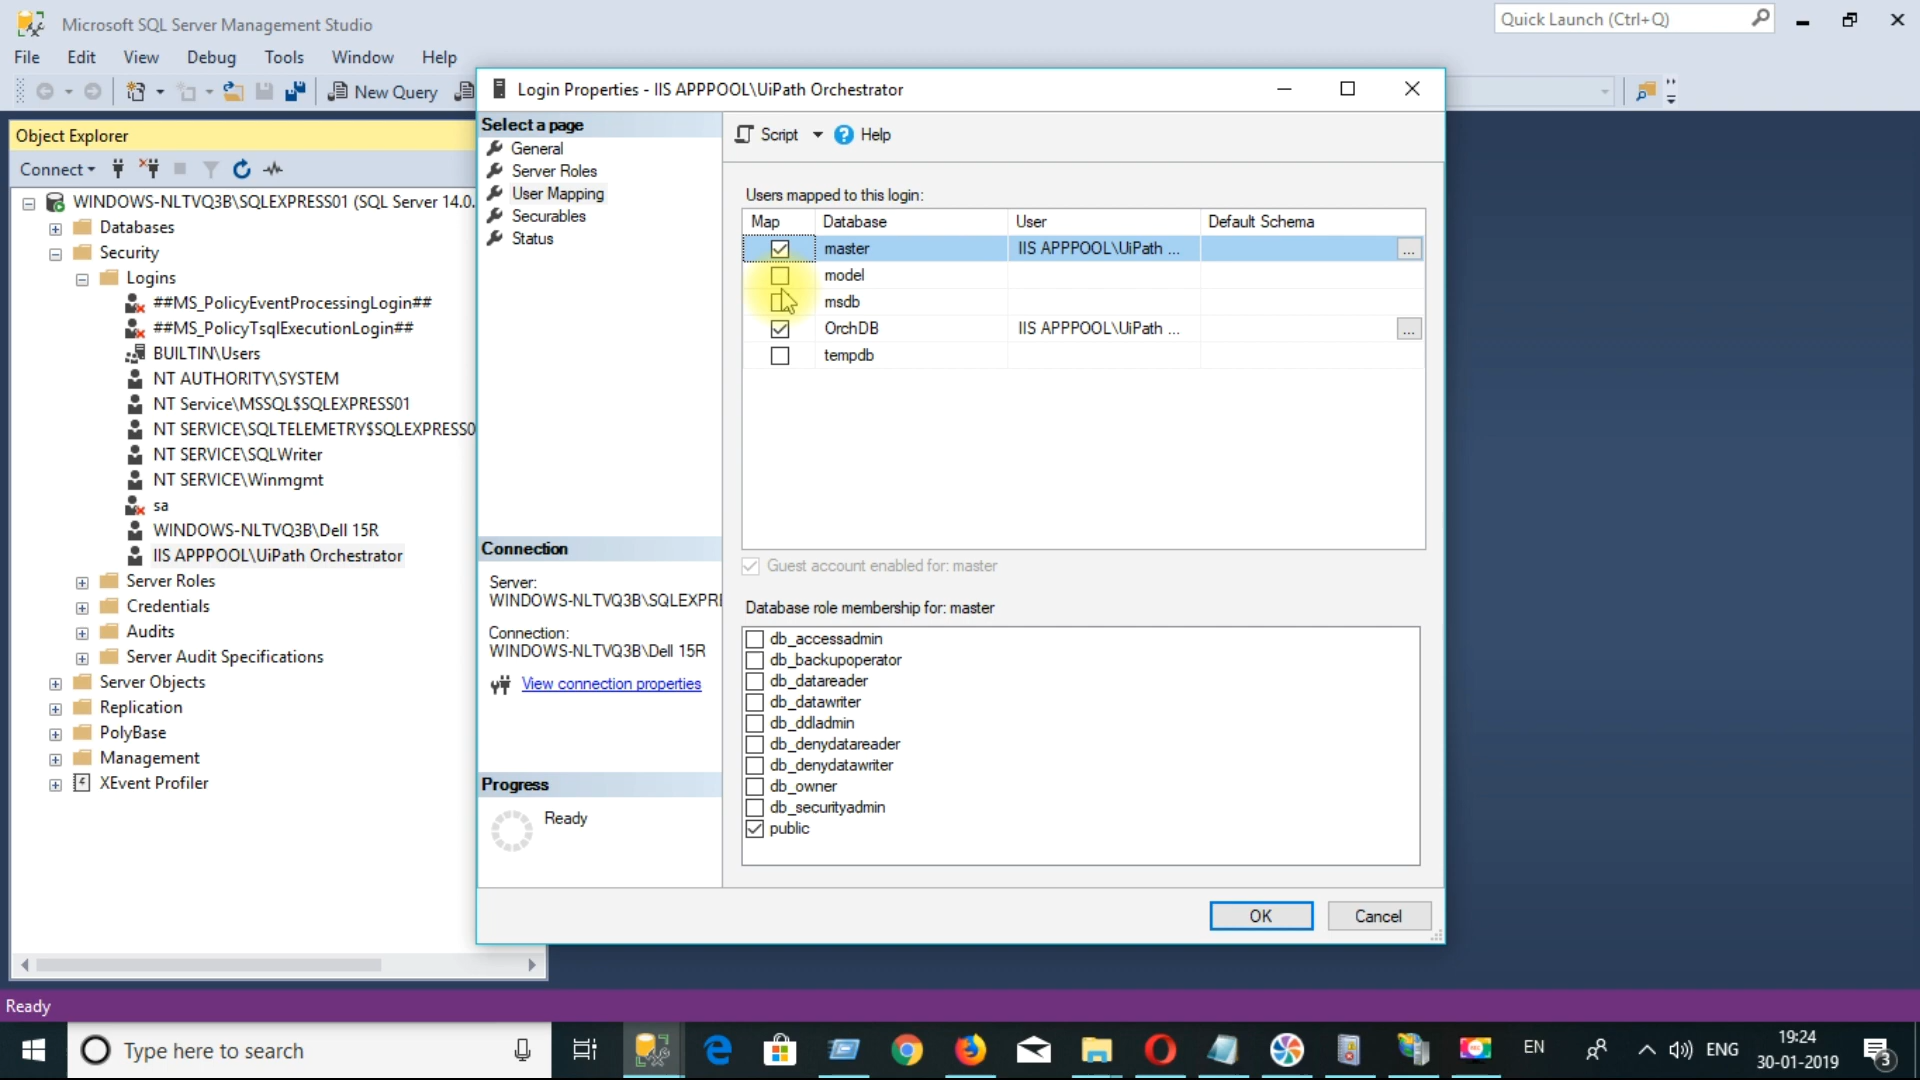 Microsoft SQL Server Management Studio
Quick Launch (Ctrl+Q)
File Edit View Debug Tools Window Help
New Query
Object Explorer
Connect
WINDOWS-NLTVQ3B\SQLEXPRESS01 (SQL Server 14.0.
Databases
Security
Logins
##MS_PolicyEventProcessingLogin##
##MS_PolicyTsqlExecutionLogin##
BUILTIN\Users
NT AUTHORITY\SYSTEM
NT Service\MSSQL$SQLEXPRESS01
NT SERVICE\SQLTELEMETRY$SQLEXPRESS0
NT SERVICE\SQLWriter
NT SERVICE\Winmgmt
sa
WINDOWS-NLTVQ3B\Dell 15R
IIS APPPOOL\UiPath Orchestrator
Server Roles
Credentials
Audits
Server Audit Specifications
Server Objects
Replication
PolyBase
Management
XEvent Profiler
Login Properties - IIS APPPOOL\UiPath Orchestrator
Select a page
General
Server Roles
User Mapping
Securables
Status
Connection
Server:
WINDOWS-NLTVQ3B\SQLEXPRE
Connection:
WINDOWS-NLTVQ3B\Dell 15R
View connection properties
Progress
Ready
Script Help
Users mapped to this login:
Map Database User Default Schema
master IIS APPPOOL\UiPath ... ...
model
msdb
OrchDB IIS APPPOOL\UiPath ... ...
tempdb
Guest account enabled for: master
Database role membership for: master
db_accessadmin
db_backupoperator
db_datareader
db_datawriter
db_ddladmin
db_denydatareader
db_denydatawriter
db_owner
db_securityadmin
public
OK Cancel
Ready
Type here to search
EN
ENG
19:24
30-01-2019
3